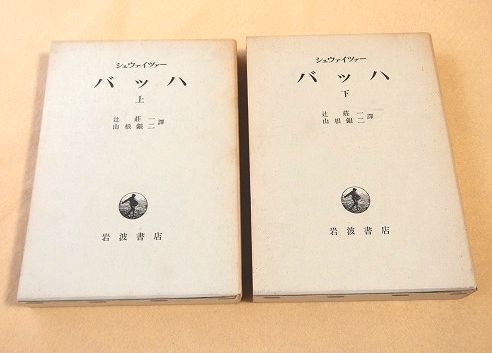 シュヴァイツァー
バッハ
上
辻 荘一
山根銀二 譯
岩波書店
シュヴァイツァー
バッハ
下
辻 荘一
山根銀二 譯
岩波書店